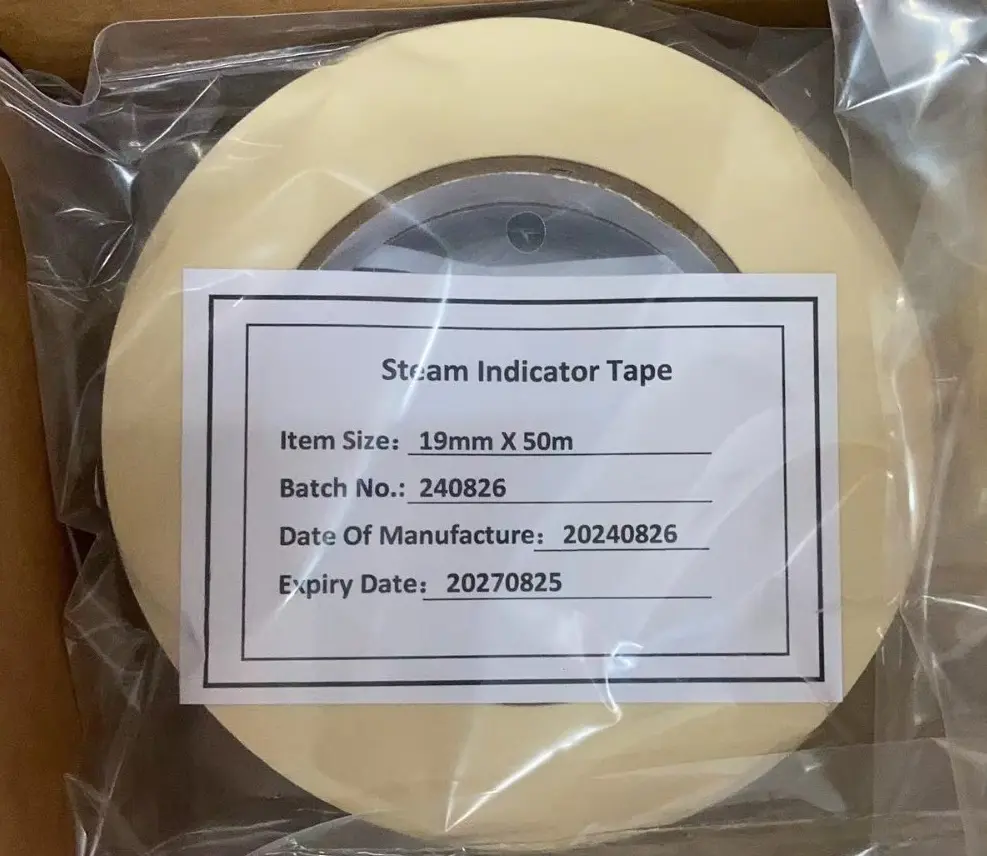 Steam Indicator Tape
Item Size: 19mm X 50m
Batch No.: 240826
Date Of Manufacture: 20240826
Expiry Date: 20270825